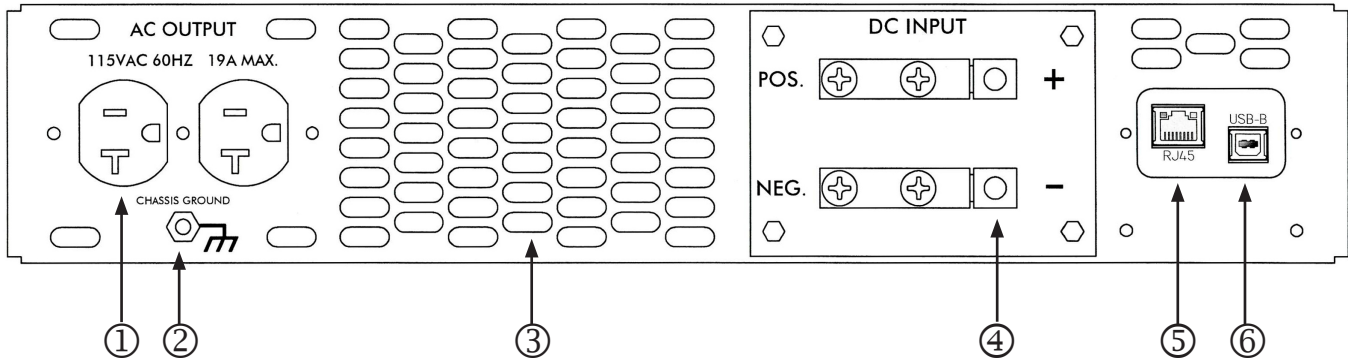 AC OUTPUT
115VAC 60HZ 19A MAX.
CHASSIS GROUND
DC INPUT
POS. +
NEG. −
USB-B
RJ45
① ② ③ ④ ⑤ ⑥